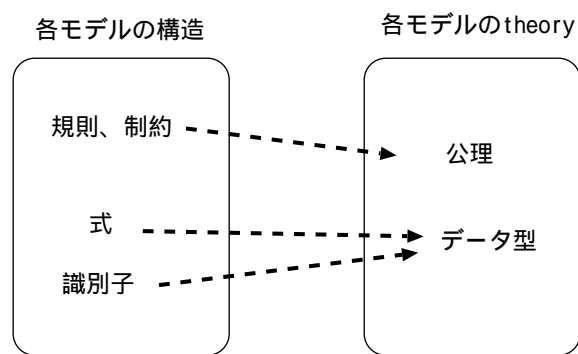 各モデルの構造
各モデルのtheory
規則、制約
公理
式
データ型
識別子